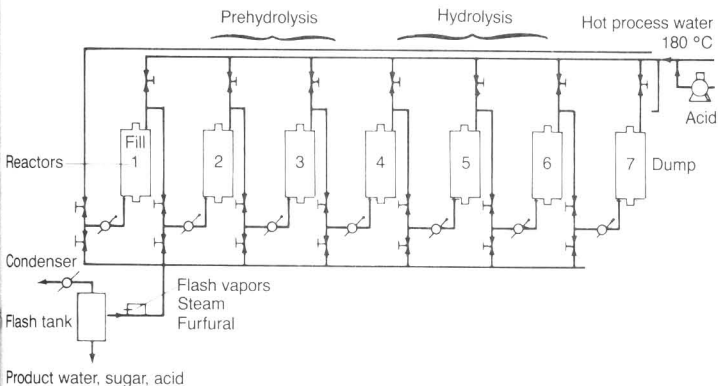 Prehydrolysis
Hydrolysis
Hot process water
180 °C
Acid
Reactors
Fill
1
2
3
4
5
6
7
Dump
Condenser
Flash vapors
Steam
Furfural
Flash tank
Product water, sugar, acid